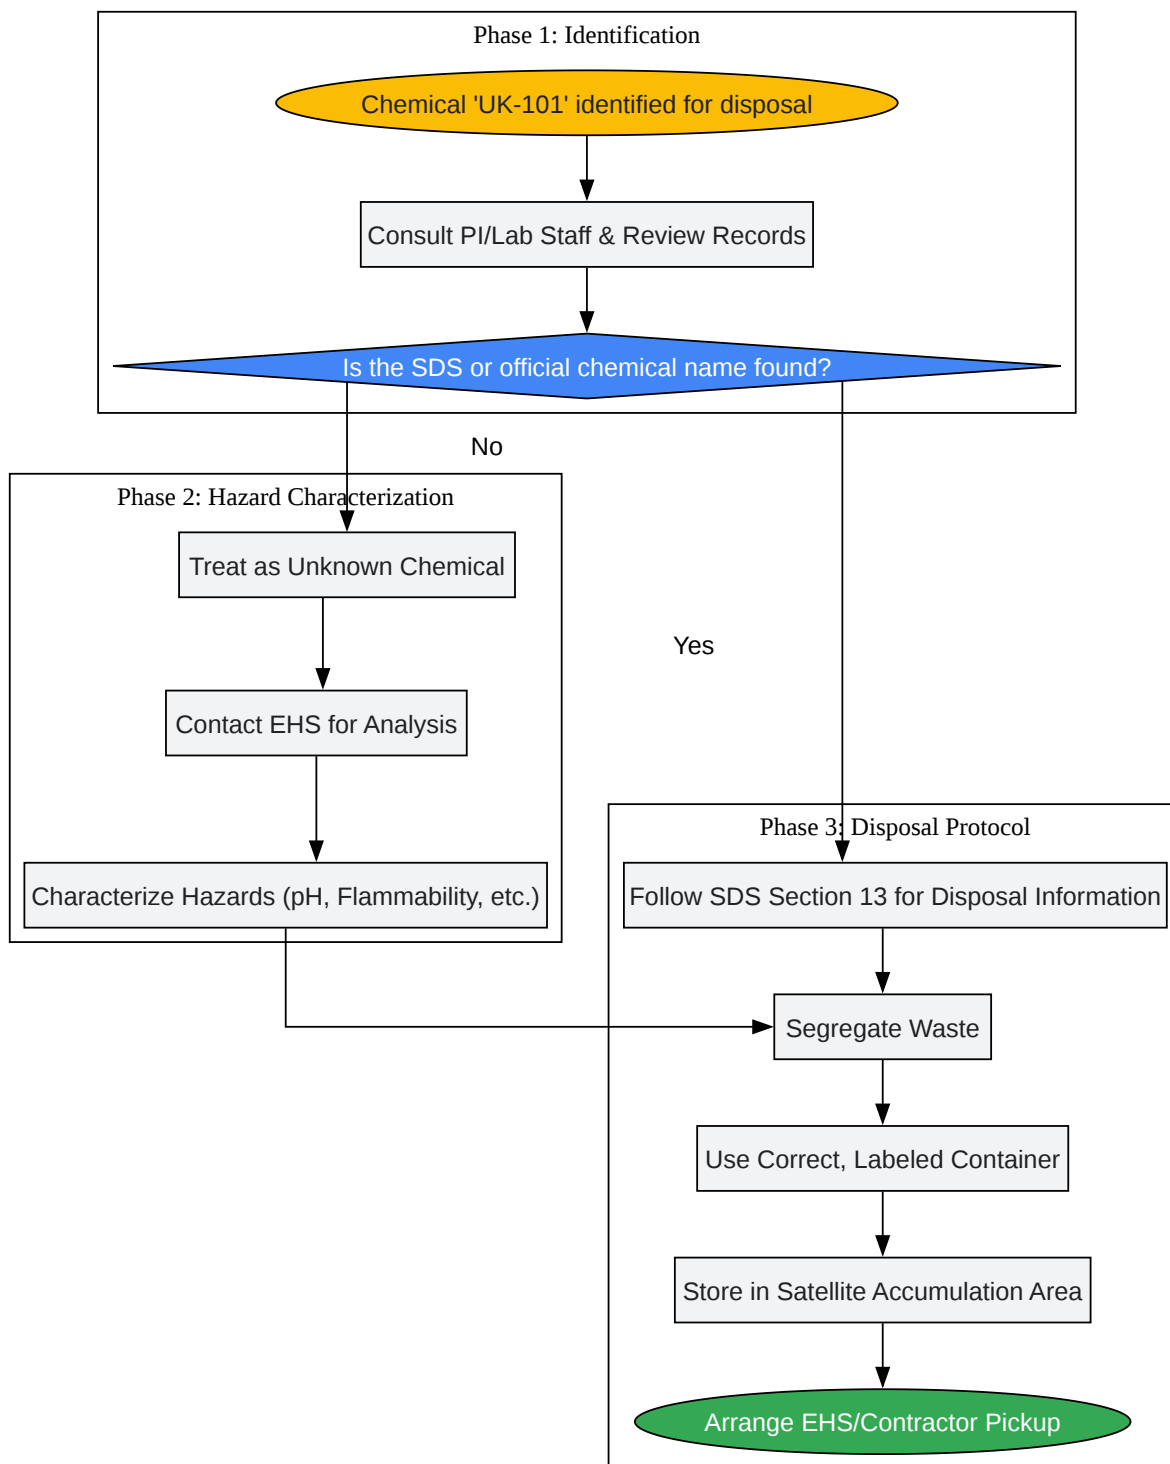 Phase 1: Identification
Chemical 'UK-101' identified for disposal
Consult PI/Lab Staff & Review Records
Is the SDS or official chemical name found?
No
Phase 2: Hazard Characterization
Treat as Unknown Chemical
Yes
Contact EHS for Analysis
Characterize Hazards (pH, Flammability, etc.)
Phase 3: Disposal Protocol
Follow SDS Section 13 for Disposal Information
Segregate Waste
Use Correct, Labeled Container
Store in Satellite Accumulation Area
Arrange EHS/Contractor Pickup